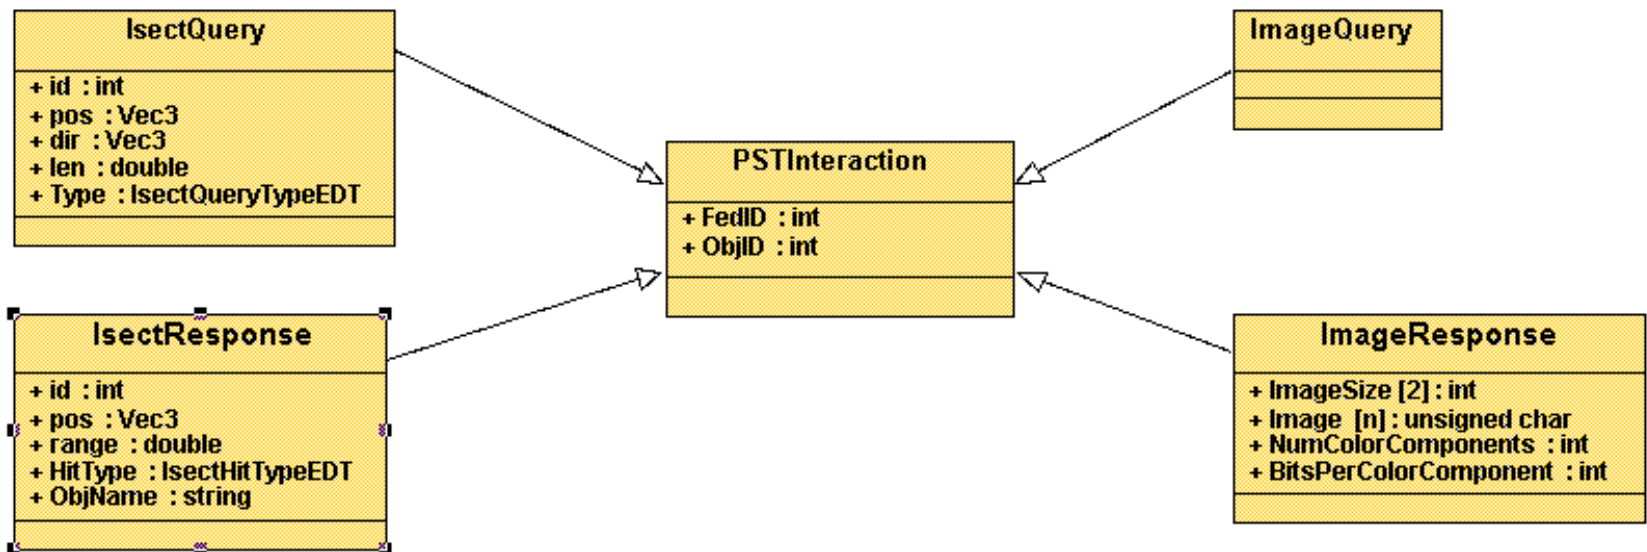 IsectQuery
+ id : int
+ pos : Vec3
+ dir : Vec3
+ len : double
+ Type : IsectQueryTypeEDT
ImageQuery
PSTInteraction
+ FedID : int
+ ObjID : int
IsectResponse
+ id : int
+ pos : Vec3
+ range : double
+ HitType : IsectHitTypeEDT
+ ObjName : string
ImageResponse
+ ImageSize [2] : int
+ Image [n] : unsigned char
+ NumColorComponents : int
+ BitsPerColorComponent : int